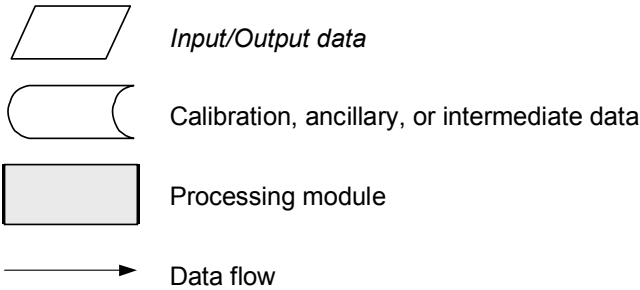 Input/Output data
Calibration, ancillary, or intermediate data
Processing module
Data flow